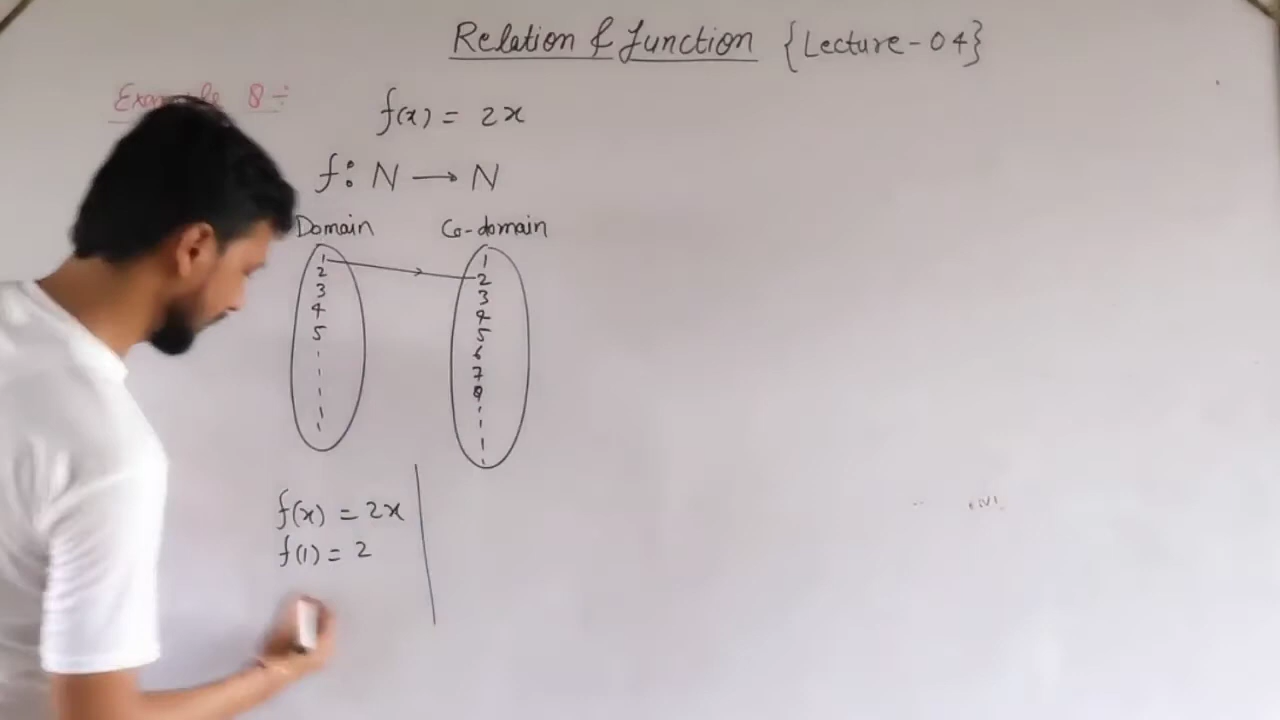 Relation & function {Lecture-04}
8 ÷
f(x) = 2x
f: N → N
Domain
Co-domain
1
2
3
4
5
1
2
3
4
5
6
7
8
f(x) = 2x
f(1) = 2